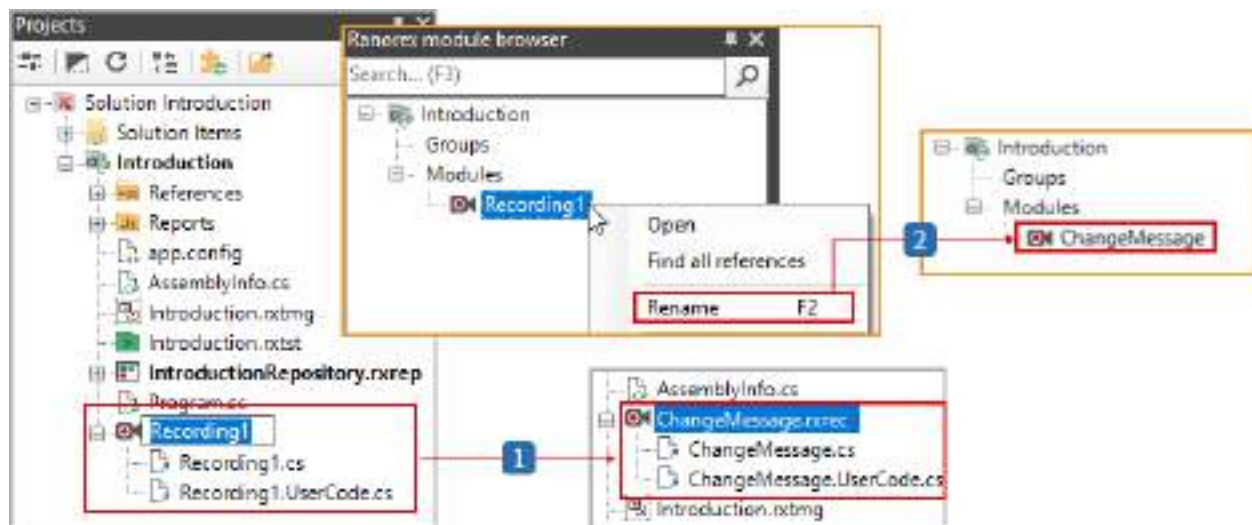 Projects
Solution Introduction
Solution Items
Introduction
References
Reports
app.config
AssemblyInfo.cs
Introduction.rxtmg
Introduction.rxtst
IntroductionRepository.rxrep
Program.cs
Recording1
Recording1.cs
Recording1.UserCode.cs
Ranorex module browser
Search... (F3)
Introduction
Groups
Modules
Recording1
Open
Find all references
Rename F2
2
Introduction
Groups
Modules
ChangeMessage
1
AssemblyInfo.cs
ChangeMessage.rxrec
ChangeMessage.cs
ChangeMessage.UserCode.cs
Introduction.rxtmg